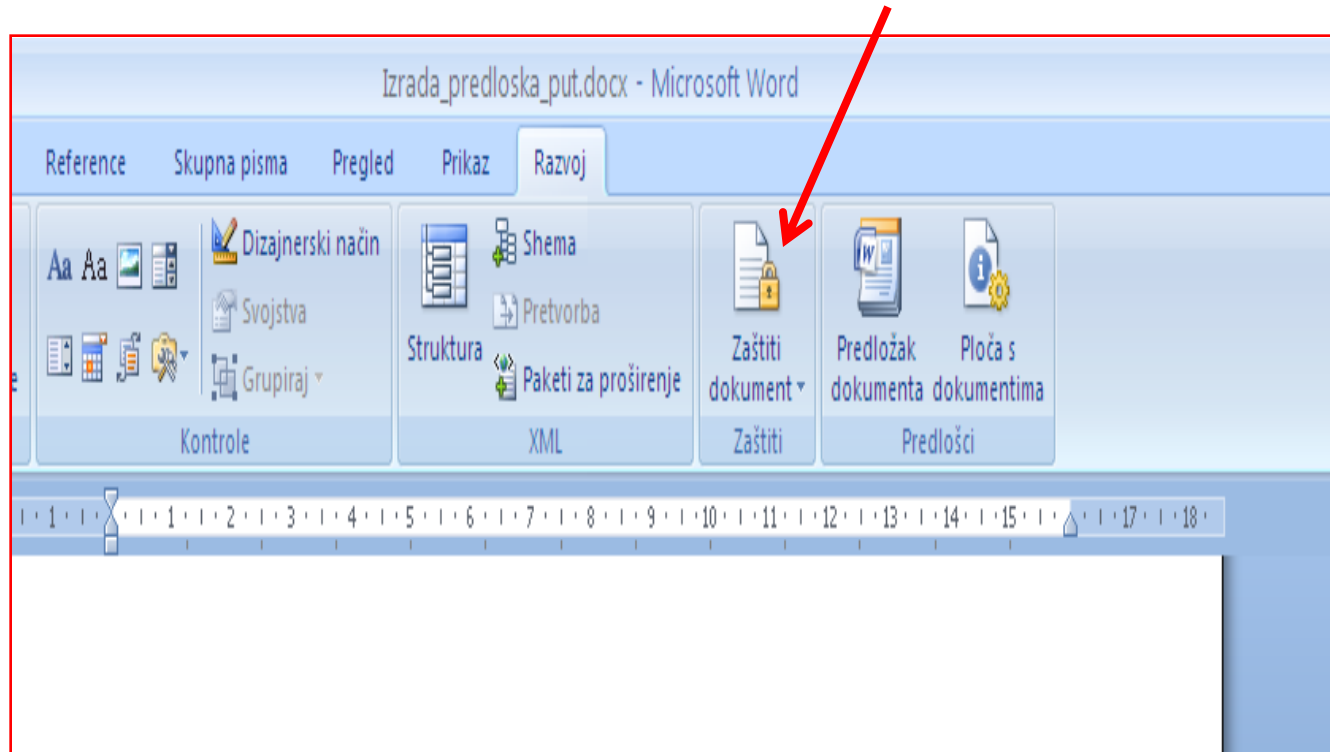 Izrada_predloska_put.docx - Microsoft Word
Reference Skupna pisma Pregled Prikaz Razvoj
Aa Aa
Dizajnerski način
Svojstva
Grupiraj
Kontrole
Struktura
Shema
Pretvorba
Paketi za proširenje
XML
Zaštiti
dokument
Zaštiti
Predložak
dokumenta
Ploča s
dokumentima
Predlošci
1 1 2 3 4 5 6 7 8 9 10 11 12 13 14 15 17 18